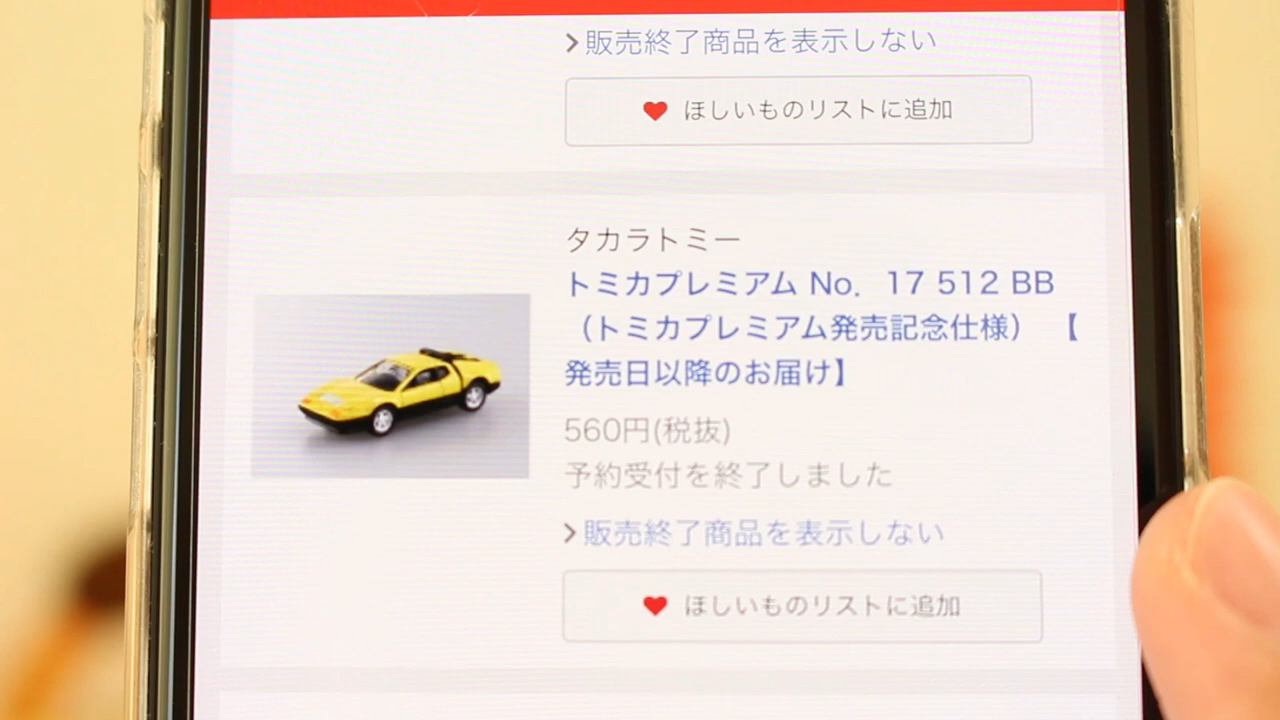 販売終了商品を表示しない
ほしいものリストに追加
タカラトミー
トミカプレミアム No．17 512 BB
（トミカプレミアム発売記念仕様） 【
発売日以降のお届け】
560円(税抜)
予約受付を終了しました
販売終了商品を表示しない
ほしいものリストに追加